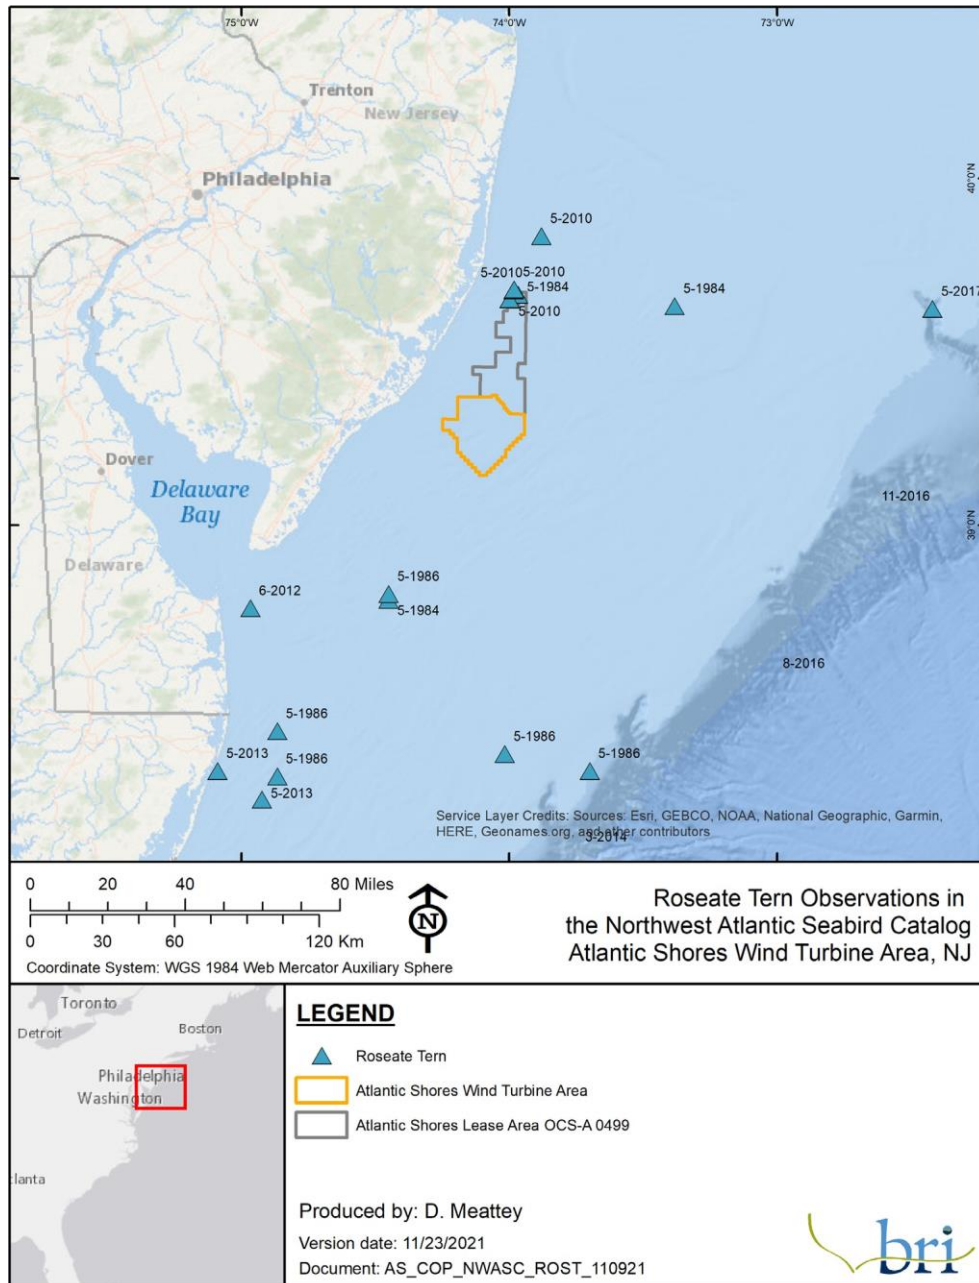 75°0'W
74°0'W
73°0'W
Trenton
New Jersey
40°0'N
Philadelphia
5-2010
5-2010
5-2010
5-1984
5-2010
5-1984
5-2017
Dover
Delaware
Bay
11-2016
39°0'N
Delaware
6-2012
5-1986
5-1984
8-2016
5-1986
5-2013
5-1986
5-2013
5-1986
5-1986
Service Layer Credits: Sources: Esri, GEBCO, NOAA, National Geographic, Garmin,
HERE, Geonames.org, and other contributors
3-2014
0 20 40 80 Miles
0 30 60 120 Km
N
Coordinate System: WGS 1984 Web Mercator Auxiliary Sphere
Roseate Tern Observations in
the Northwest Atlantic Seabird Catalog
Atlantic Shores Wind Turbine Area, NJ
Toronto
Detroit
Boston
Philadelphia
Washington
lanta
LEGEND
Roseate Tern
Atlantic Shores Wind Turbine Area
Atlantic Shores Lease Area OCS-A 0499
Produced by: D. Meattey
Version date: 11/23/2021
Document: AS_COP_NWASC_ROST_110921
bri